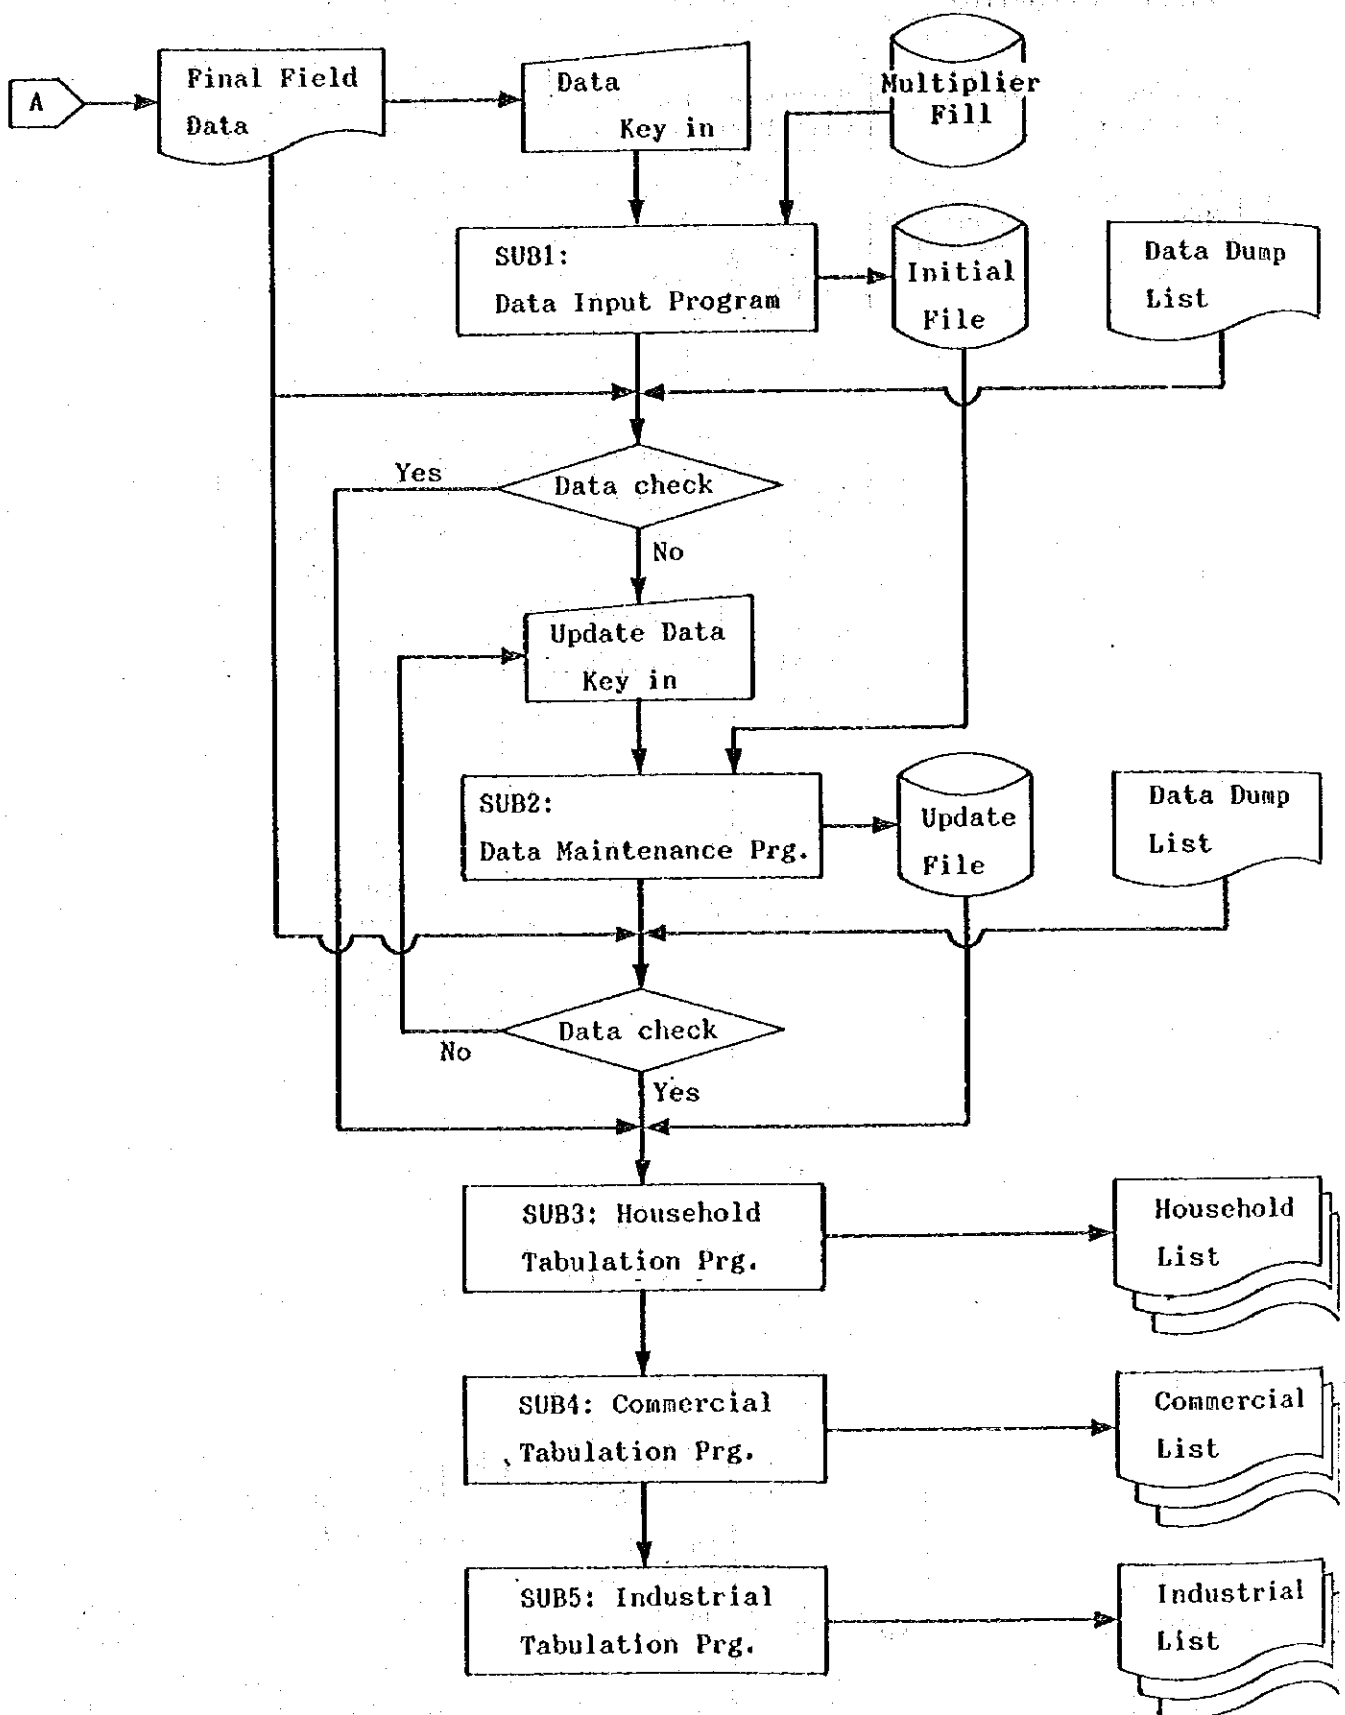 A
Final Field
Data
Data
Key in
Multiplier
Fill
SUB1:
Data Input Program
Initial
File
Data Dump
List
Yes
Data check
No
Update Data
Key in
SUB2:
Data Maintenance Prg.
Update
File
Data Dump
List
Data check
No
Yes
SUB3: Household
Tabulation Prg.
Household
List
SUB4: Commercial
Tabulation Prg.
Commercial
List
SUB5: Industrial
Tabulation Prg.
Industrial
List